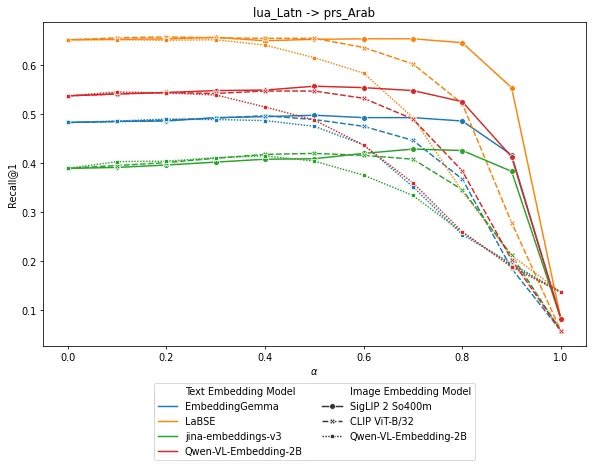 lua_Latn -> prs_Arab
Recall@1
0.6
0.5
0.4
0.3
0.2
0.1
0.0 0.2 0.4 0.6 0.8 1.0
α
Text Embedding Model Image Embedding Model
EmbeddingGemma SigLIP 2 So400m
LaBSE CLIP ViT-B/32
jina-embeddings-v3 Qwen-VL-Embedding-2B
Qwen-VL-Embedding-2B